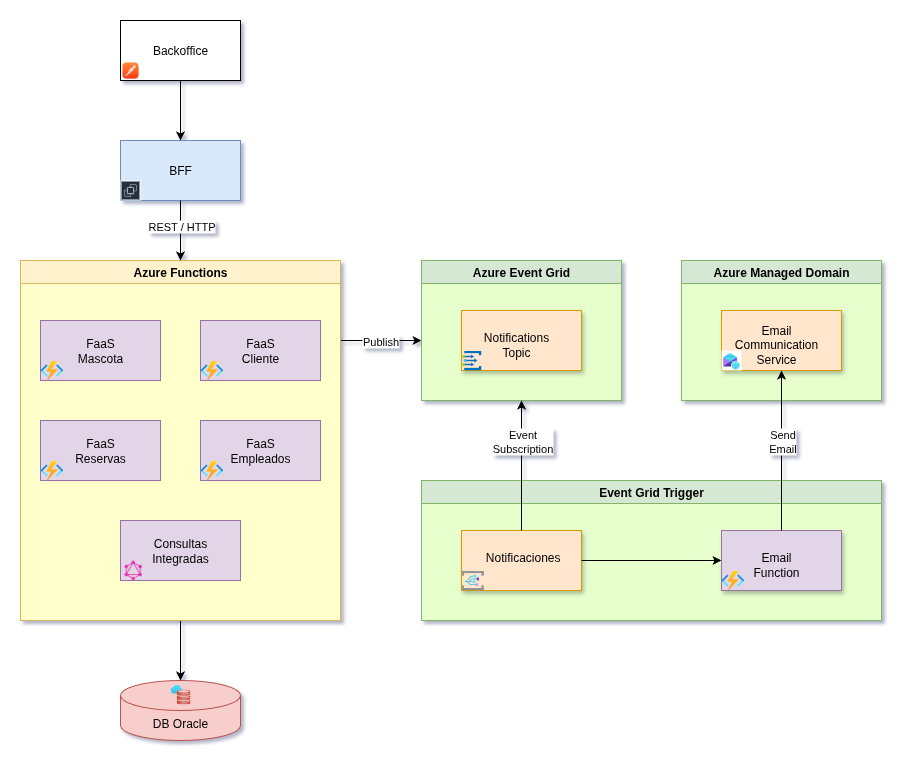 Backoffice
BFF
REST / HTTP
Azure Functions
FaaS
Mascota
FaaS
Cliente
FaaS
Reservas
FaaS
Empleados
Consultas
Integradas
DB Oracle
Publish
Azure Event Grid
Notifications
Topic
Event
Subscription
Azure Managed Domain
Email
Communication
Service
Send
Email
Event Grid Trigger
Notificaciones
Email
Function